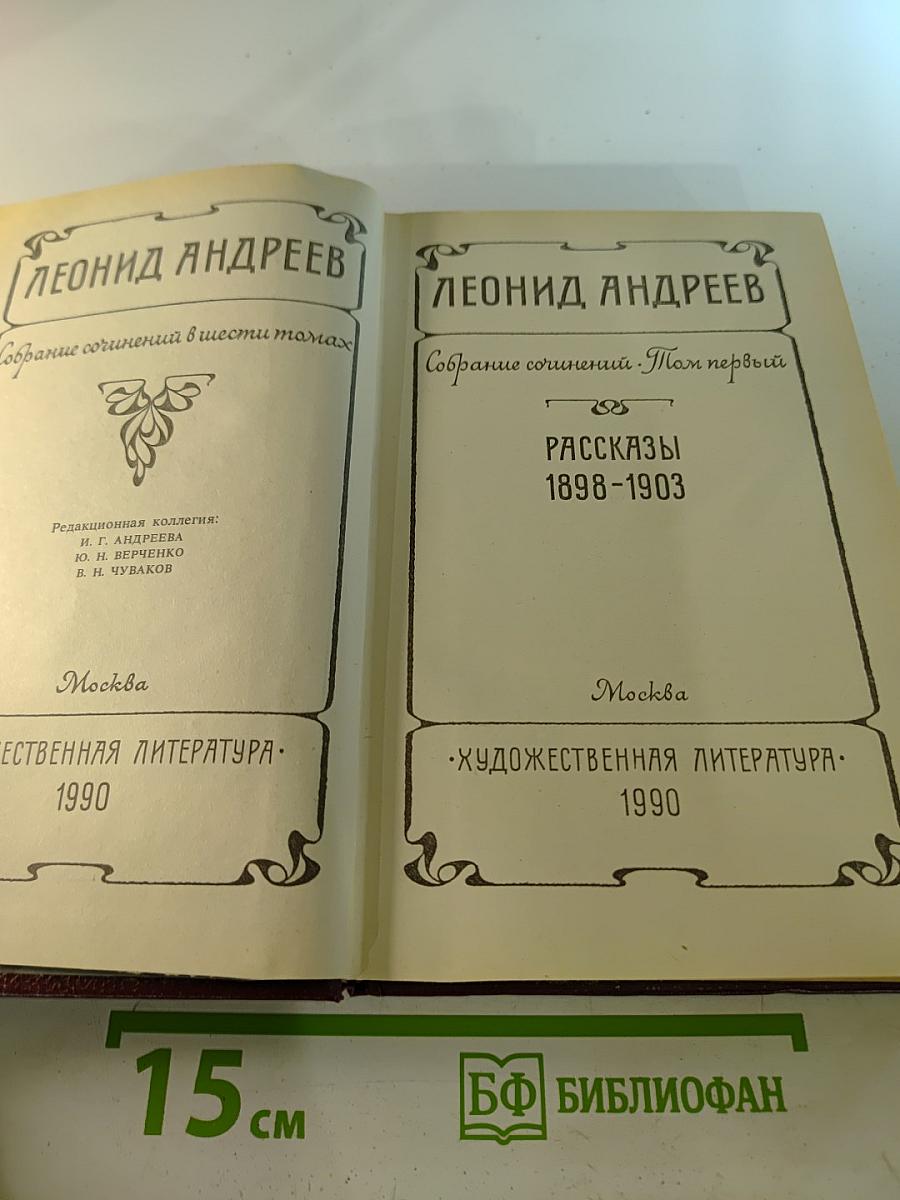 ЛЕОНИД АНДРЕЕВ
Собрание сочинений в шести томах
Редакционная коллегия:
И. Г. АНДРЕЕВА
Ю. Н. ВЕРЧЕНКО
В. Н. ЧУВАКОВ
Москва
ЕСТВЕННАЯ ЛИТЕРАТУРА·
1990
ЛЕОНИД АНДРЕЕВ
Собрание сочинений·Том первый
РАССКАЗЫ
1898-1903
Москва
·ХУДОЖЕСТВЕННАЯ ЛИТЕРАТУРА·
1990
15 см
БФ БИБЛИОФАН